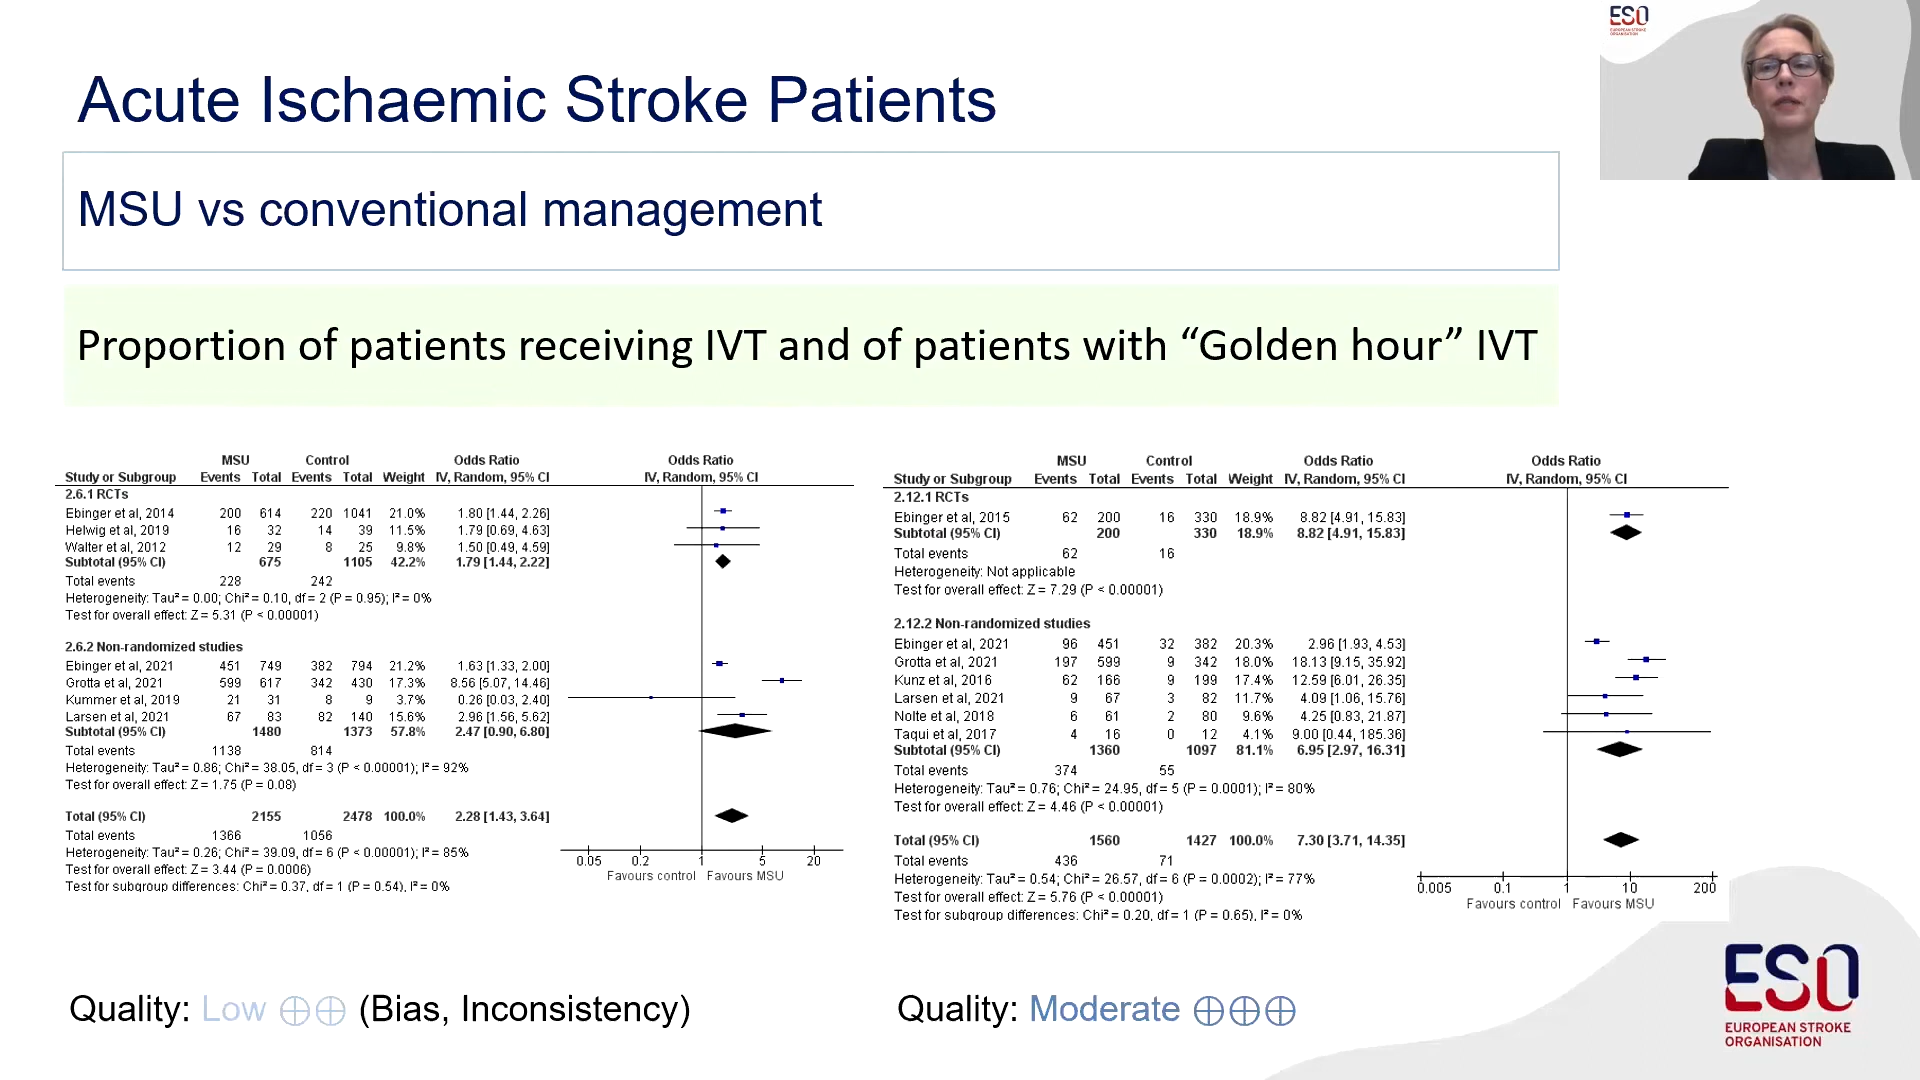 ESO
EUROPEAN STROKE
ORGANISATION
Acute Ischaemic Stroke Patients
MSU vs conventional management
Proportion of patients receiving IVT and of patients with “Golden hour” IVT
MSU Control Odds Ratio Odds Ratio
Study or Subgroup Events Total Events Total Weight IV, Random, 95% CI IV, Random, 95% CI
2.6.1 RCTs
Ebinger et al, 2014 200 614 220 1041 21.0% 1.80 [1.44, 2.26]
Helwig et al, 2019 16 32 14 39 11.5% 1.79 [0.69, 4.63]
Walter et al, 2012 12 29 8 25 9.8% 1.50 [0.49, 4.59]
Subtotal (95% CI) 675 1105 42.2% 1.79 [1.44, 2.22]
Total events 228 242
Heterogeneity: Tau² = 0.00; Chi² = 0.10, df = 2 (P = 0.95); I² = 0%
Test for overall effect: Z = 5.31 (P < 0.00001)
2.6.2 Non-randomized studies
Ebinger et al, 2021 451 749 382 794 21.2% 1.63 [1.33, 2.00]
Grotta et al, 2021 599 617 342 430 17.3% 8.56 [5.07, 14.46]
Kummer et al, 2019 21 31 8 9 3.7% 0.26 [0.03, 2.40]
Larsen et al, 2021 67 83 82 140 15.6% 2.96 [1.56, 5.62]
Subtotal (95% CI) 1480 1373 57.8% 2.47 [0.90, 6.80]
Total events 1138 814
Heterogeneity: Tau² = 0.86; Chi² = 38.05, df = 3 (P < 0.00001); I² = 92%
Test for overall effect: Z = 1.75 (P = 0.08)
Total (95% CI) 2155 2478 100.0% 2.28 [1.43, 3.64]
Total events 1366 1056
Heterogeneity: Tau² = 0.26; Chi² = 39.09, df = 6 (P < 0.00001); I² = 85%
Test for overall effect: Z = 3.44 (P = 0.0006)
Test for subgroup differences: Chi² = 0.37, df = 1 (P = 0.54), I² = 0%
0.05 0.2 1 5 20
Favours control Favours MSU
MSU Control Odds Ratio Odds Ratio
Study or Subgroup Events Total Events Total Weight IV, Random, 95% CI IV, Random, 95% CI
2.12.1 RCTs
Ebinger et al, 2015 62 200 16 330 18.9% 8.82 [4.91, 15.83]
Subtotal (95% CI) 200 330 18.9% 8.82 [4.91, 15.83]
Total events 62 16
Heterogeneity: Not applicable
Test for overall effect: Z = 7.29 (P < 0.00001)
2.12.2 Non-randomized studies
Ebinger et al, 2021 96 451 32 382 20.3% 2.96 [1.93, 4.53]
Grotta et al, 2021 197 599 9 342 18.0% 18.13 [9.15, 35.92]
Kunz et al, 2016 62 166 9 199 17.4% 12.59 [6.01, 26.35]
Larsen et al, 2021 9 67 3 82 11.7% 4.09 [1.06, 15.76]
Nolte et al, 2018 6 61 2 80 9.6% 4.25 [0.83, 21.87]
Taqui et al, 2017 4 16 0 12 4.1% 9.00 [0.44, 185.36]
Subtotal (95% CI) 1360 1097 81.1% 6.95 [2.97, 16.31]
Total events 374 55
Heterogeneity: Tau² = 0.76; Chi² = 24.95, df = 5 (P = 0.0001); I² = 80%
Test for overall effect: Z = 4.46 (P < 0.00001)
Total (95% CI) 1560 1427 100.0% 7.30 [3.71, 14.35]
Total events 436 71
Heterogeneity: Tau² = 0.54; Chi² = 26.57, df = 6 (P = 0.0002); I² = 77%
Test for overall effect: Z = 5.76 (P < 0.00001)
Test for subgroup differences: Chi² = 0.20, df = 1 (P = 0.65), I² = 0%
0.005 0.1 1 10 200
Favours control Favours MSU
Quality: Low ⊕⊕ (Bias, Inconsistency)
Quality: Moderate ⊕⊕⊕
ESO
EUROPEAN STROKE
ORGANISATION